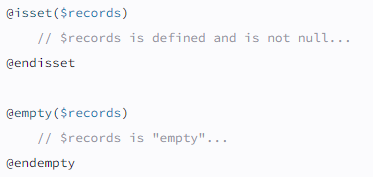 @isset($records)
    // $records is defined and is not null...
@endisset

@empty($records)
    // $records is "empty"...
@endempty